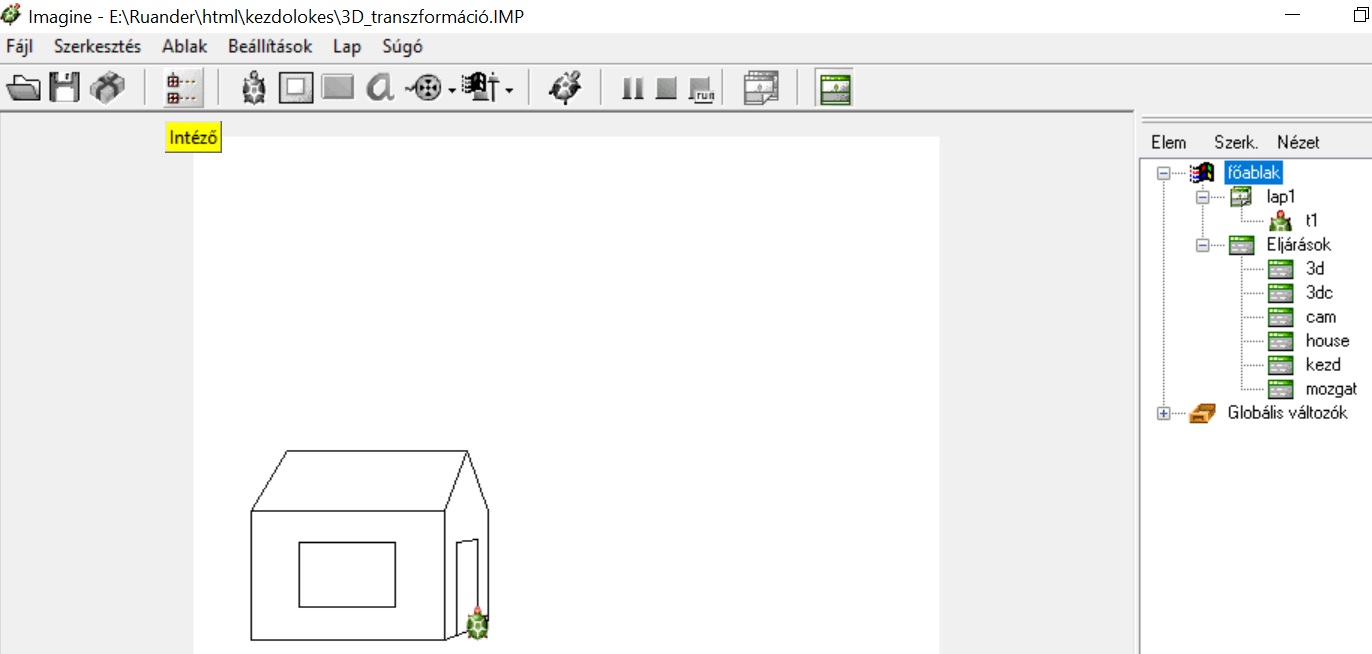 Imagine - E:\Ruander\html\kezdolokes\3D_transzformáció.IMP
Fájl Szerkesztés Ablak Beállítások Lap Súgó
run
Intéző
Elem Szerk. Nézet
főablak
lap1
t1
Eljárások
3d
3dc
cam
house
kezd
mozgat
Globális változók